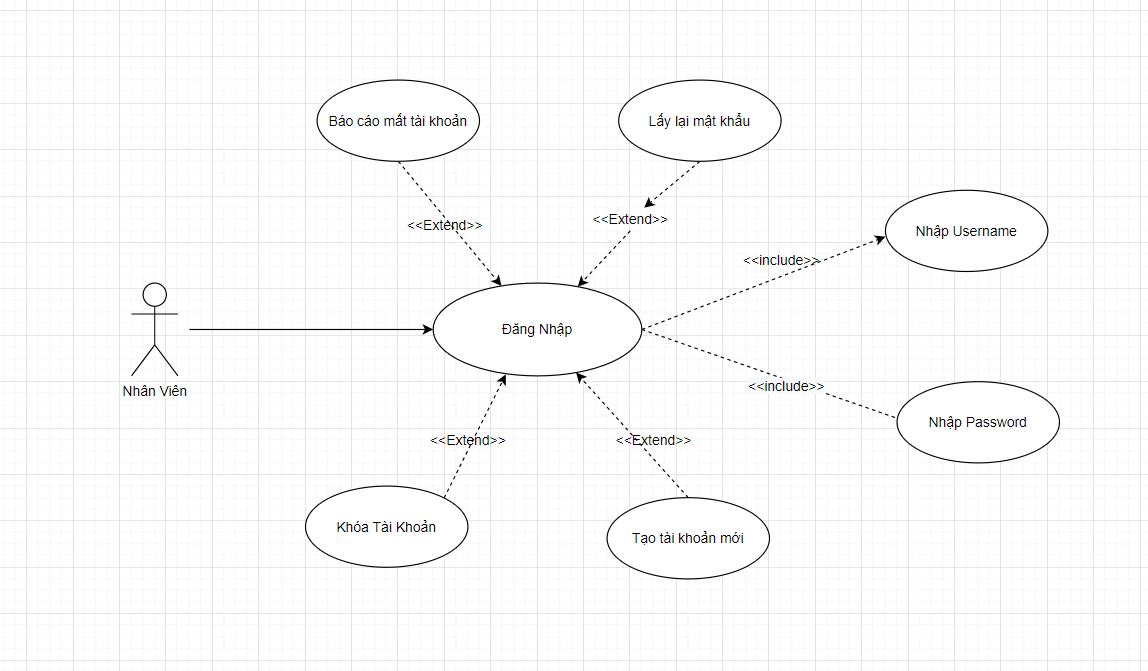 Báo cáo mất tài khoản
Lấy lại mật khẩu
<<Extend>>
<<Extend>>
Nhập Username
<<include>>
Đăng Nhập
Nhân Viên
<<include>>
Nhập Password
<<Extend>>
<<Extend>>
Khóa Tài Khoản
Tạo tài khoản mới